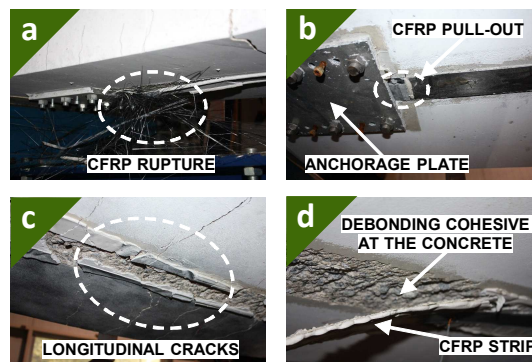 a
CFRP RUPTURE
b
CFRP PULL-OUT
ANCHORAGE PLATE
c
LONGITUDINAL CRACKS
d
DEBONDING COHESIVE
AT THE CONCRETE
CFRP STRIP